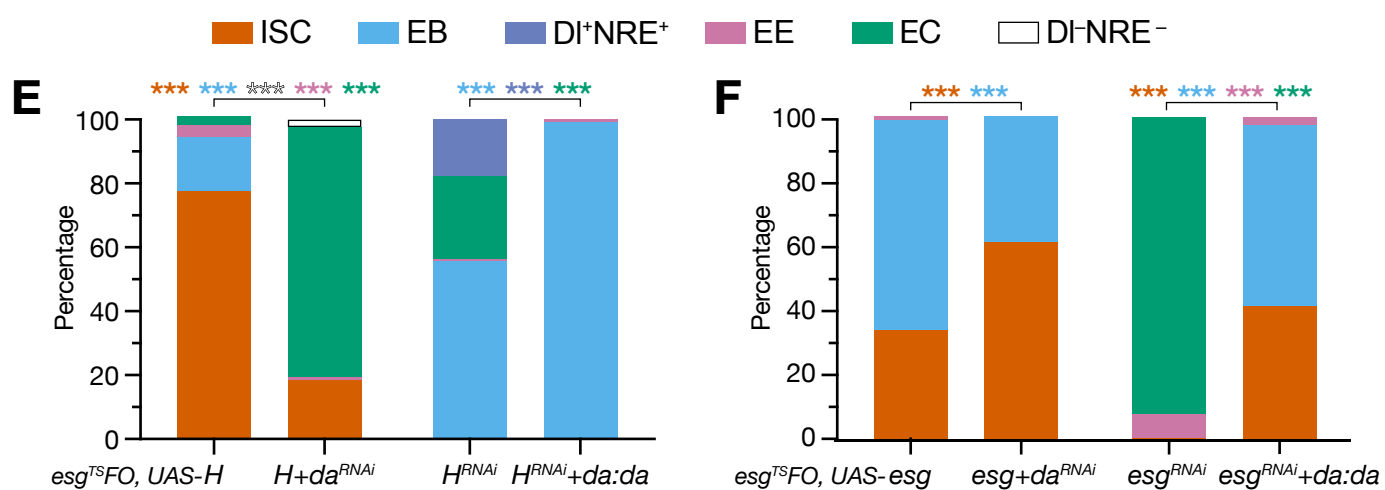 ISC EB Dl⁺NRE⁺ EE EC Dl⁻NRE⁻
E *** *** *** *** *** *** *** ***
F *** *** *** *** *** ***
Percentage
100
80
60
40
20
0
esgᵀˢFO, UAS-H H+daᴿᴺᴬⁱ Hᴿᴺᴬⁱ Hᴿᴺᴬⁱ+da:da
Percentage
100
80
60
40
20
0
esgᵀˢFO, UAS-esg esg+daᴿᴺᴬⁱ esgᴿᴺᴬⁱ esgᴿᴺᴬⁱ+da:da